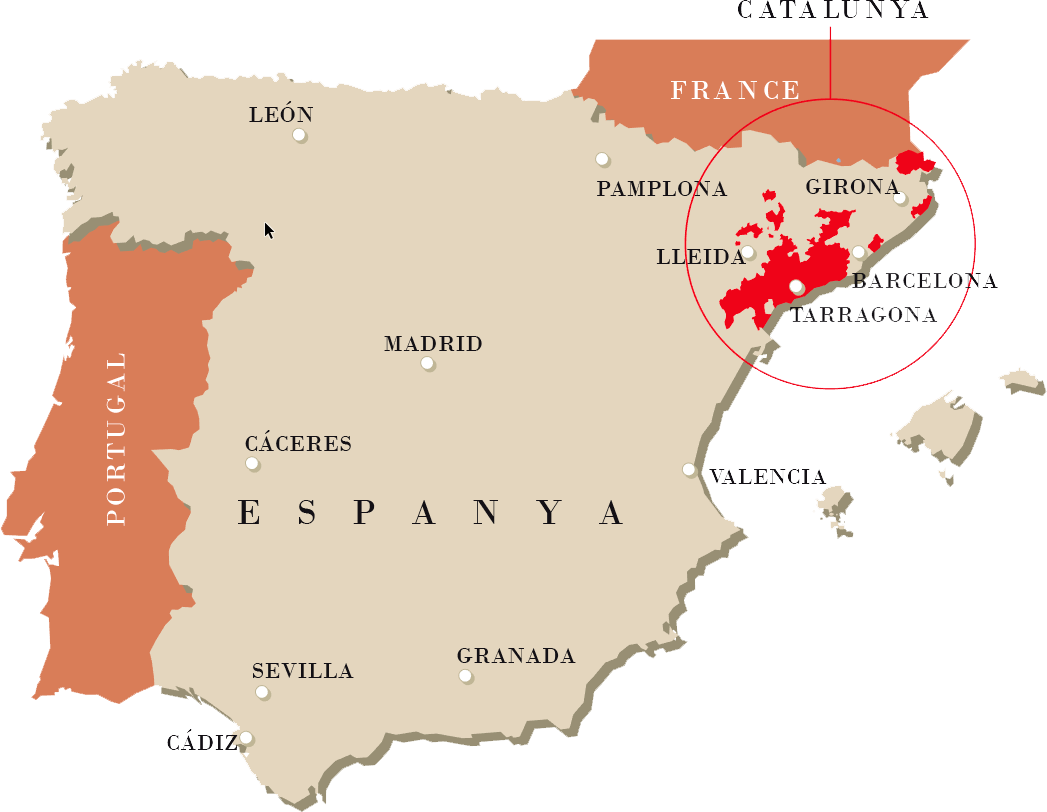 CATALUNYA
FRANCE
LEÓN
PAMPLONA
GIRONA
LLEIDA
BARCELONA
TARRAGONA
MADRID
PORTUGAL
CÁCERES
VALENCIA
ESPANYA
GRANADA
SEVILLA
CÁDIZ